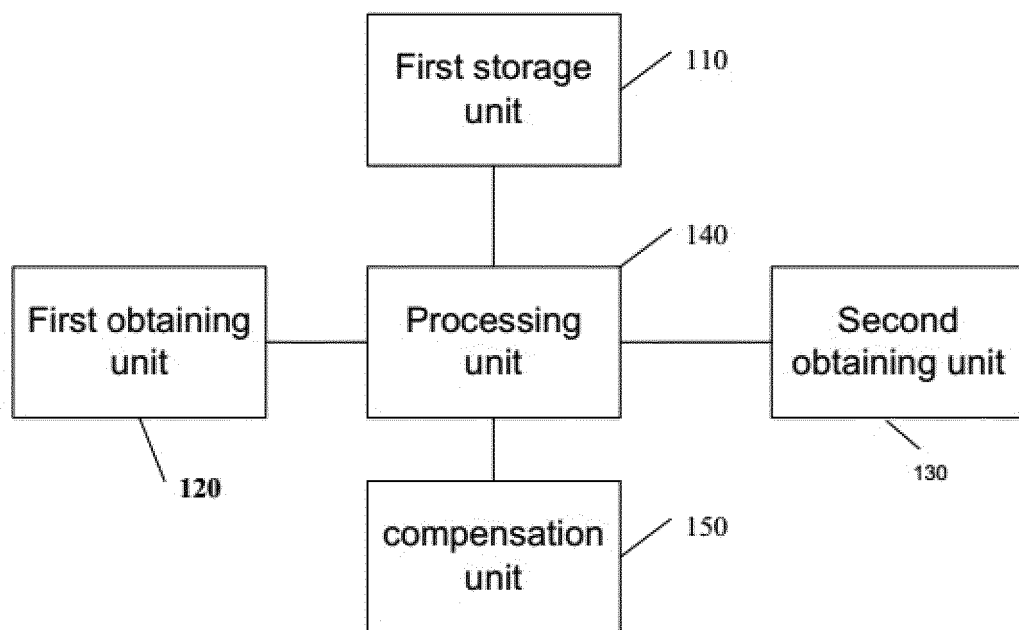 First storage
unit
110
140
First obtaining
unit
Processing
unit
Second
obtaining unit
120
130
compensation
unit
150